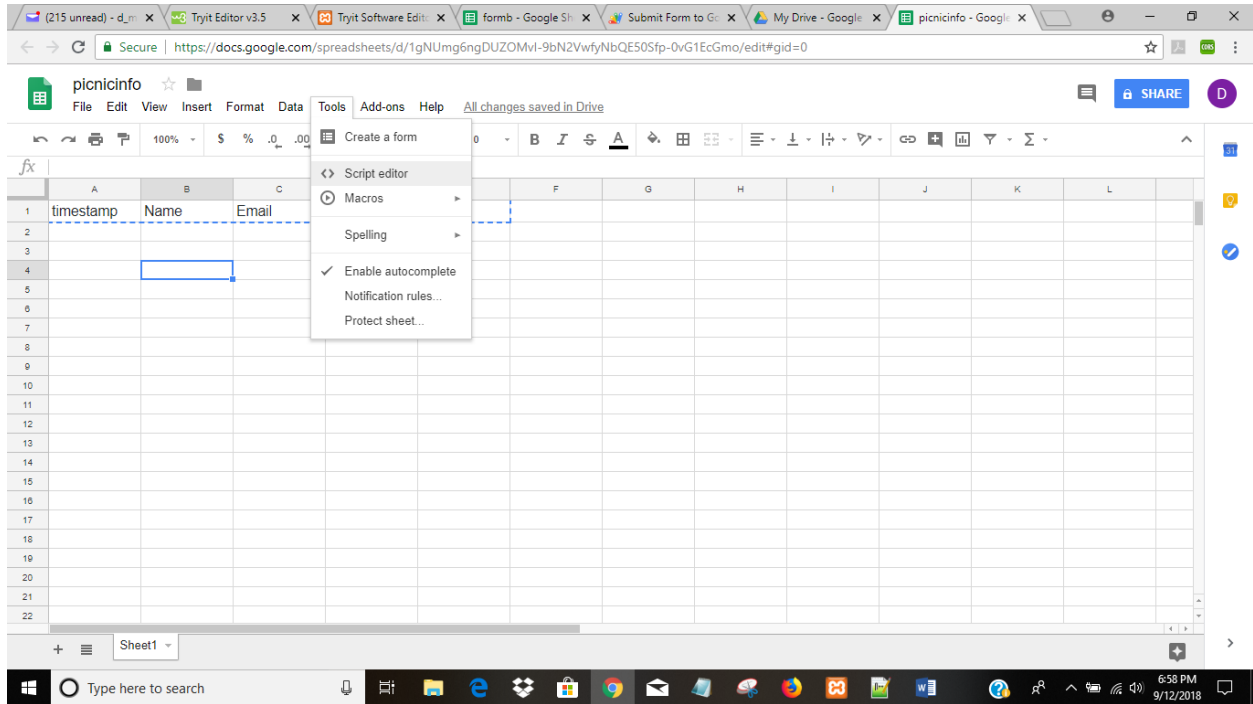 (215 unread) - d_m Tryit Editor v3.5 Tryit Software Edito formb - Google Sh Submit Form to Go My Drive - Google picnicinfo - Google
Secure | https://docs.google.com/spreadsheets/d/1gNUmg6ngDUZOMvI-9bN2VwfyNbQE50Sfp-0vG1EcGmo/edit#gid=0 CORS
picnicinfo
File Edit View Insert Format Data Tools Add-ons Help All changes saved in Drive
SHARE
D
100% $ % .0 .00 0 B I S A Σ
31
fx
A B C F G H I J K L
1 timestamp Name Email
2
3
4
5
6
7
8
9
10
11
12
13
14
15
16
17
18
19
20
21
22
Create a form
Script editor
Macros
Spelling
Enable autocomplete
Notification rules...
Protect sheet...
Sheet1
Type here to search
6:58 PM
9/12/2018